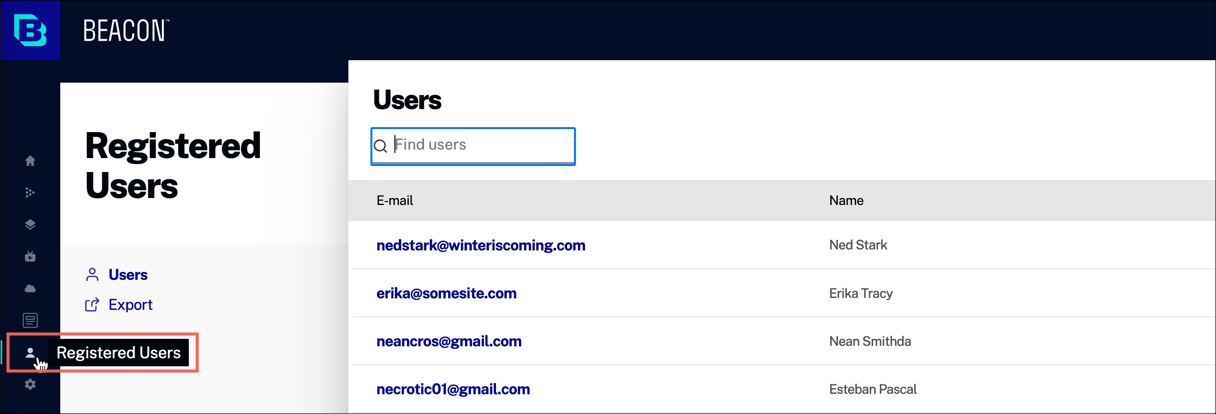 BEACON™
Registered
Users
Users
Export
Registered Users
Users
Find users
E-mail Name
nedstark@winteriscoming.com Ned Stark
erika@somesite.com Erika Tracy
neancros@gmail.com Nean Smithda
necrotic01@gmail.com Esteban Pascal